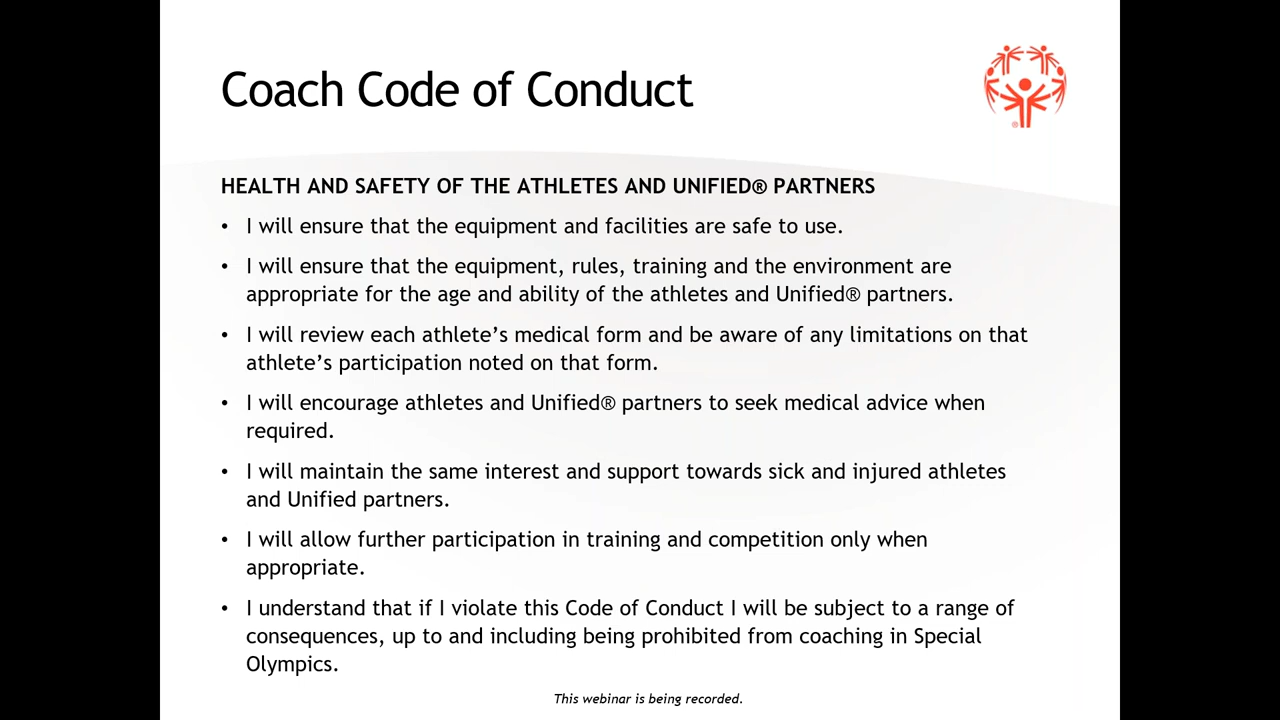 Coach Code of Conduct
®
HEALTH AND SAFETY OF THE ATHLETES AND UNIFIED® PARTNERS
• I will ensure that the equipment and facilities are safe to use.
• I will ensure that the equipment, rules, training and the environment are
appropriate for the age and ability of the athletes and Unified® partners.
• I will review each athlete’s medical form and be aware of any limitations on that
athlete’s participation noted on that form.
• I will encourage athletes and Unified® partners to seek medical advice when
required.
• I will maintain the same interest and support towards sick and injured athletes
and Unified partners.
• I will allow further participation in training and competition only when
appropriate.
• I understand that if I violate this Code of Conduct I will be subject to a range of
consequences, up to and including being prohibited from coaching in Special
Olympics.
This webinar is being recorded.